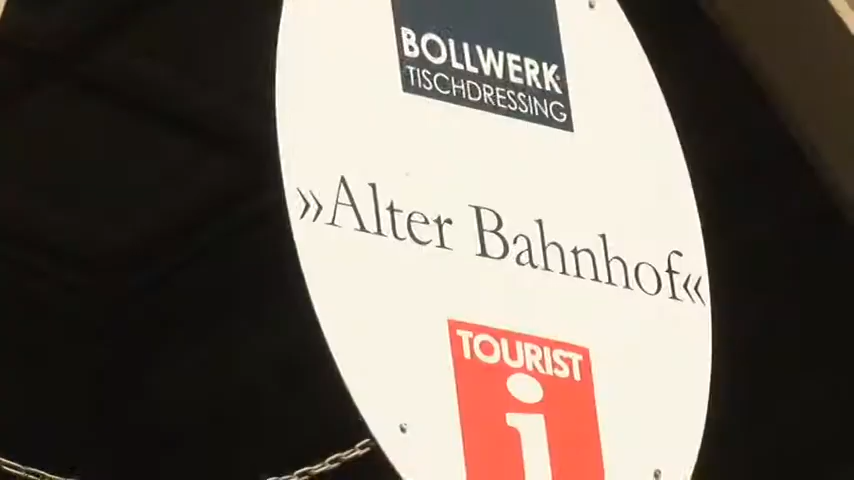 BOLLWERK
TISCHDRESSING
»Alter Bahnhof«
TOURIST
i